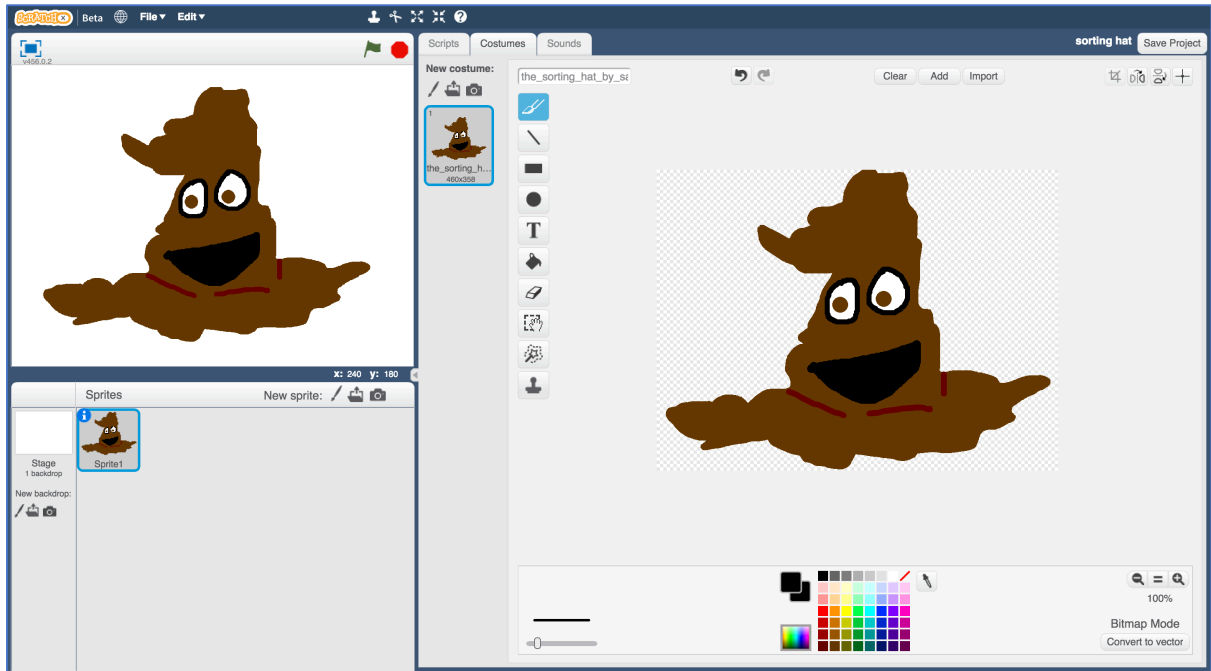 SCRATCHX Beta File▼ Edit▼ ?
v456.0.2
Scripts Costumes Sounds
sorting hat Save Project
New costume:
the_sorting_hat_by_sa
Clear Add Import
1
the_sorting_h...
460x358
T
x: 240 y: 180
Sprites New sprite:
i
Stage
1 backdrop
Sprite1
New backdrop:
100%
Bitmap Mode
Convert to vector